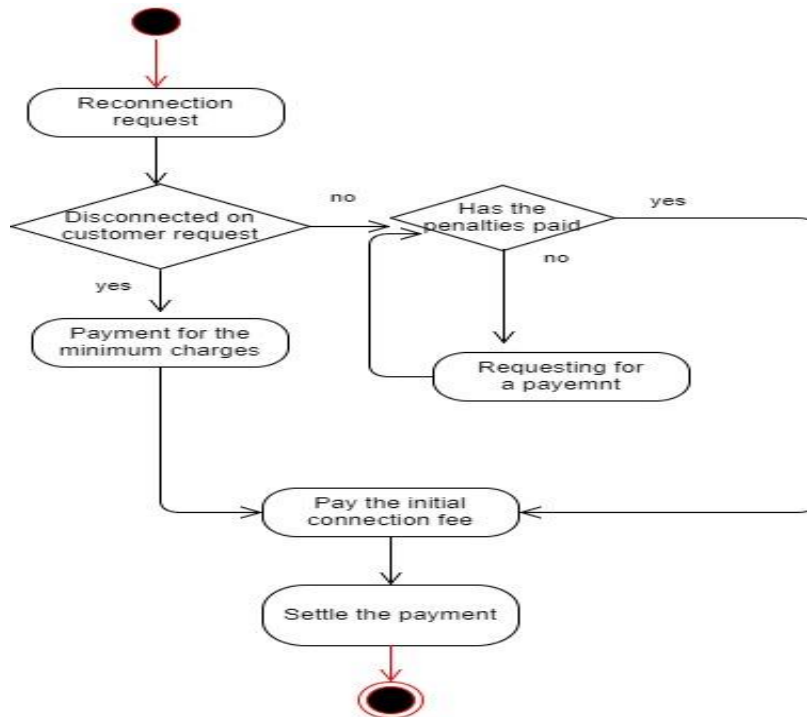 Reconnection
request
Disconnected on
customer request
no
Has the
penalties paid
yes
no
yes
Payment for the
minimum charges
Requesting for
a payemnt
Pay the initial
connection fee
Settle the payment